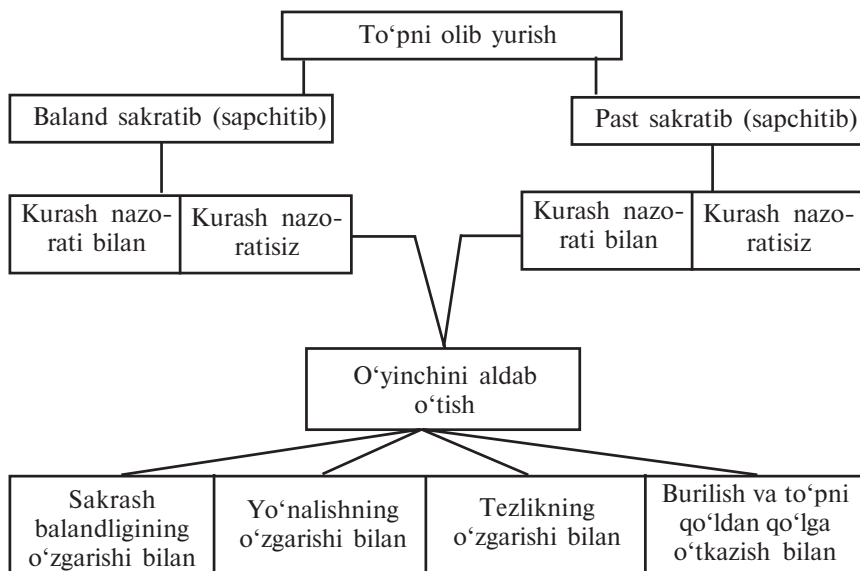 To‘pni olib yurish
Baland sakratib (sapchitib)
Past sakratib (sapchitib)
Kurash nazo-
rati bilan
Kurash nazo-
ratisiz
Kurash nazo-
rati bilan
Kurash nazo-
ratisiz
O‘yinchini aldab
o‘tish
Sakrash
balandligining
o‘zgarishi bilan
Yo‘nalishning
o‘zgarishi bilan
Tezlikning
o‘zgarishi bilan
Burilish va to‘pni
qo‘ldan qo‘lga
o‘tkazish bilan